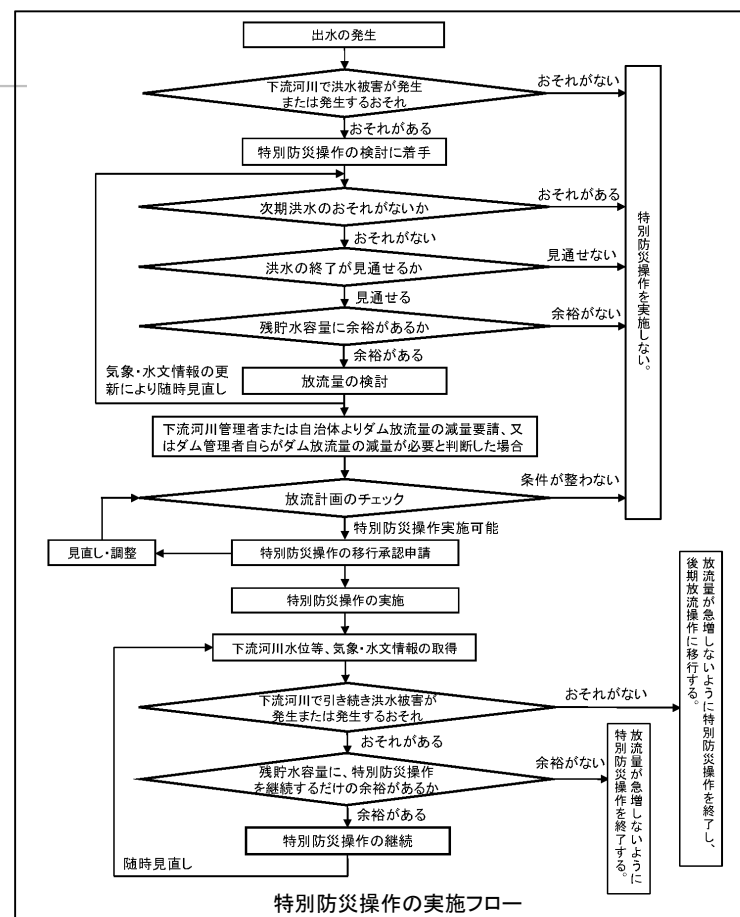 出水の発生
下流河川で洪水被害が発生
または発生するおそれ
おそれがない
おそれがある
特別防災操作の検討に着手
次期洪水のおそれがないか
おそれがある
おそれがない
洪水の終了が見通せるか
見通せない
見通せる
残貯水容量に余裕があるか
余裕がない
余裕がある
特別防災操作を実施しない。
気象・水文情報の更
新により随時見直し
放流量の検討
下流河川管理者または自治体よりダム放流量の減量要請、又
はダム管理者自らがダム放流量の減量が必要と判断した場合
放流計画のチェック
条件が整わない
特別防災操作実施可能
見直し・調整
特別防災操作の移行承認申請
特別防災操作の実施
下流河川水位等、気象・水文情報の取得
下流河川で引き続き洪水被害が
発生または発生するおそれ
おそれがない
おそれがある
放流量が急増しないように特別防災操作を終了し、
後期放流操作に移行する。
残貯水容量に、特別防災操作
を継続するだけの余裕があるか
余裕がない
余裕がある
放流量が急増しないように
特別防災操作を終了する。
特別防災操作の継続
随時見直し
特別防災操作の実施フロー